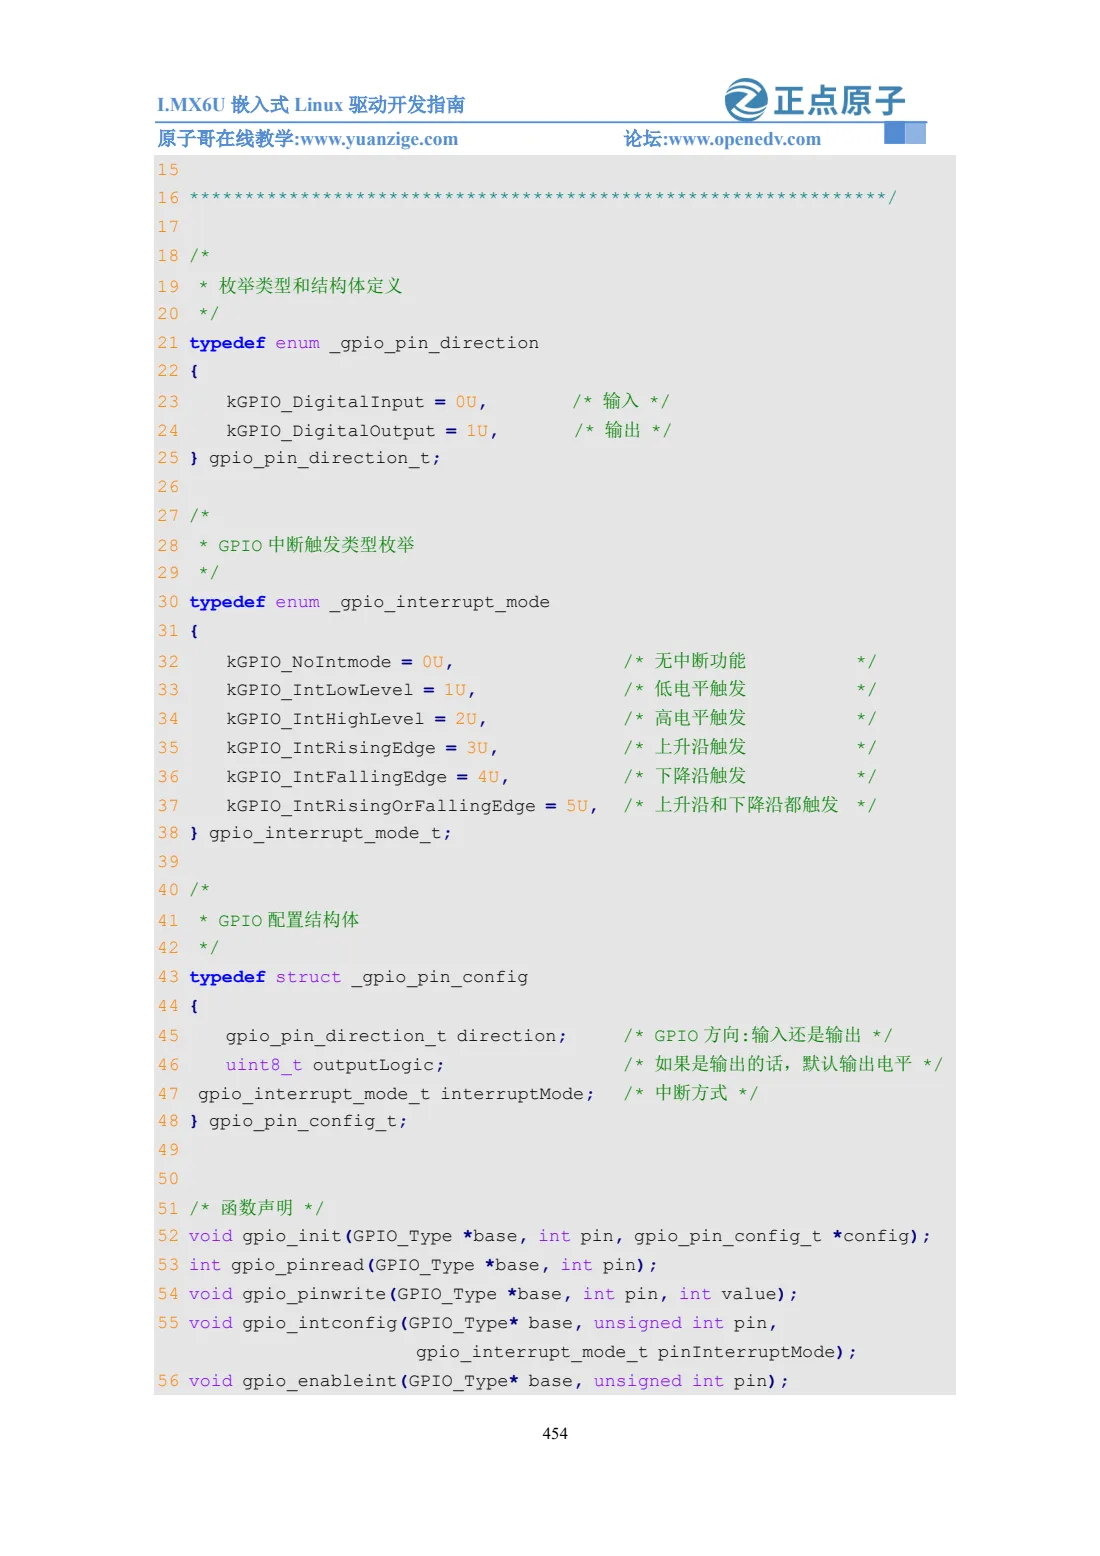 I.MX6U 嵌入式 Linux 驱动开发指南
正点原子
原子哥在线教学:www.yuanzige.com 论坛:www.openedv.com
15
16 ***************************************************************/
17
18 /*
19  * 枚举类型和结构体定义
20  */
21 typedef enum _gpio_pin_direction
22 {
23    kGPIO_DigitalInput = 0U,        /* 输入 */
24    kGPIO_DigitalOutput = 1U,       /* 输出 */
25 } gpio_pin_direction_t;
26
27 /*
28  * GPIO 中断触发类型枚举
29  */
30 typedef enum _gpio_interrupt_mode
31 {
32    kGPIO_NoIntmode = 0U,                /* 无中断功能          */
33    kGPIO_IntLowLevel = 1U,              /* 低电平触发          */
34    kGPIO_IntHighLevel = 2U,             /* 高电平触发          */
35    kGPIO_IntRisingEdge = 3U,            /* 上升沿触发          */
36    kGPIO_IntFallingEdge = 4U,           /* 下降沿触发          */
37    kGPIO_IntRisingOrFallingEdge = 5U,   /* 上升沿和下降沿都触发  */
38 } gpio_interrupt_mode_t;
39
40 /*
41  * GPIO 配置结构体
42  */
43 typedef struct _gpio_pin_config
44 {
45    gpio_pin_direction_t direction;      /* GPIO 方向:输入还是输出 */
46    uint8_t outputLogic;                 /* 如果是输出的话，默认输出电平 */
47  gpio_interrupt_mode_t interruptMode;   /* 中断方式 */
48 } gpio_pin_config_t;
49
50
51 /* 函数声明 */
52 void gpio_init(GPIO_Type *base, int pin, gpio_pin_config_t *config);
53 int gpio_pinread(GPIO_Type *base, int pin);
54 void gpio_pinwrite(GPIO_Type *base, int pin, int value);
55 void gpio_intconfig(GPIO_Type* base, unsigned int pin,
gpio_interrupt_mode_t pinInterruptMode);
56 void gpio_enableint(GPIO_Type* base, unsigned int pin);
454